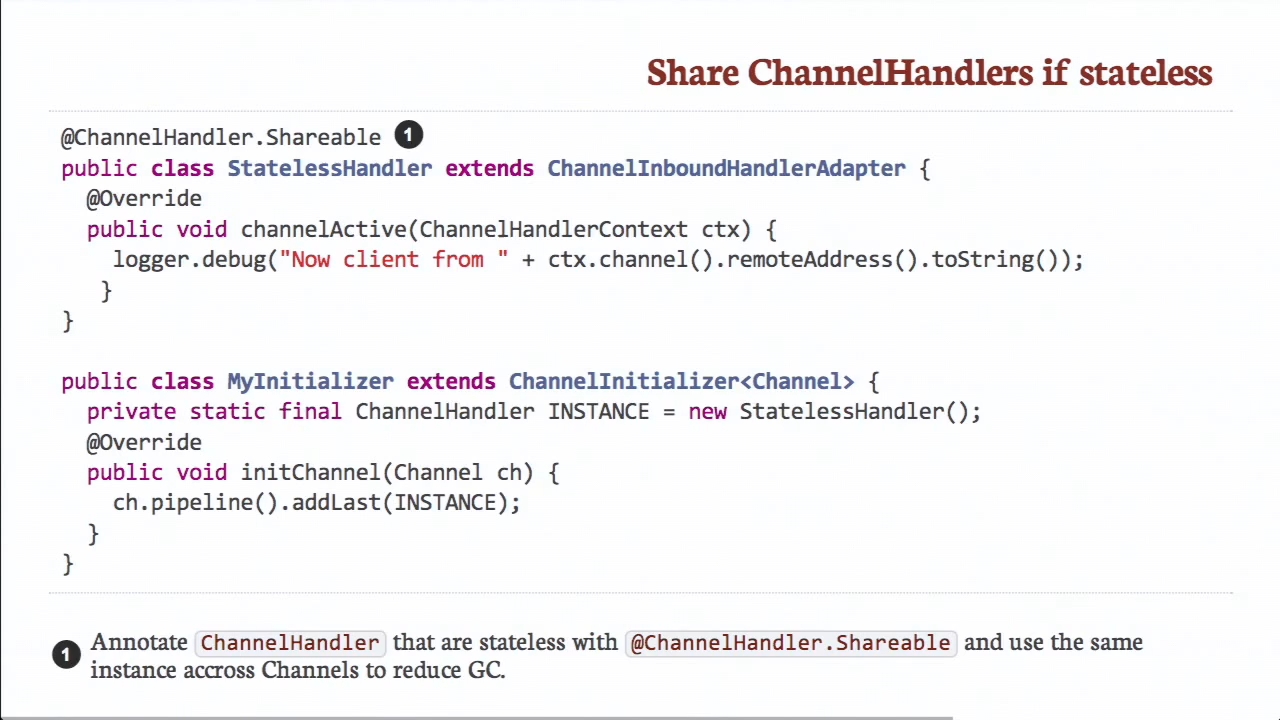 Share ChannelHandlers if stateless
@ChannelHandler.Shareable 1
public class StatelessHandler extends ChannelInboundHandlerAdapter {
@Override
public void channelActive(ChannelHandlerContext ctx) {
logger.debug("Now client from " + ctx.channel().remoteAddress().toString());
}
}
public class MyInitializer extends ChannelInitializer<Channel> {
private static final ChannelHandler INSTANCE = new StatelessHandler();
@Override
public void initChannel(Channel ch) {
ch.pipeline().addLast(INSTANCE);
}
}
1 Annotate ChannelHandler that are stateless with @ChannelHandler.Shareable and use the same
instance accross Channels to reduce GC.